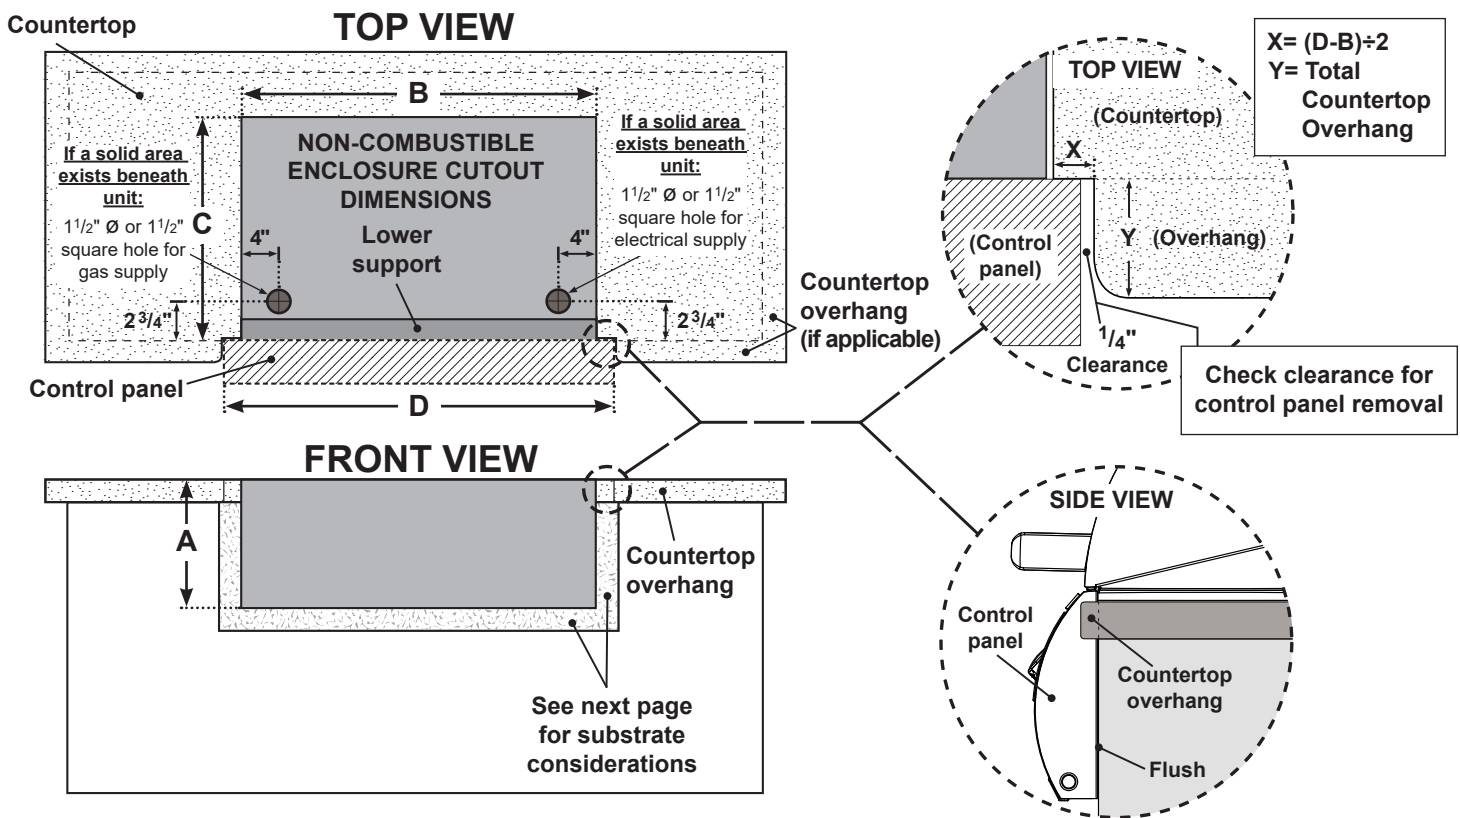 Countertop
TOP VIEW
B
NON-COMBUSTIBLE
ENCLOSURE CUTOUT
DIMENSIONS
If a solid area
exists beneath
unit:
1 1/2" Ø or 1 1/2"
square hole for
gas supply
C
4"
Lower
support
4"
If a solid area
exists beneath
unit:
1 1/2" Ø or 1 1/2"
square hole for
electrical supply
2 3/4"
2 3/4"
Countertop
overhang
(if applicable)
Control panel
D
TOP VIEW
(Countertop)
X
(Control
panel)
Y
(Overhang)
1/4"
Clearance
X= (D-B)÷2
Y= Total
Countertop
Overhang
Check clearance for
control panel removal
FRONT VIEW
A
Countertop
overhang
See next page
for substrate
considerations
SIDE VIEW
Control
panel
Countertop
overhang
Flush